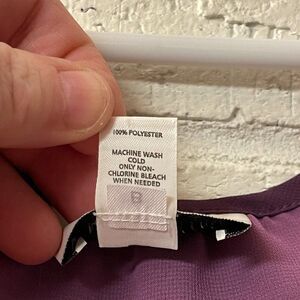 100% POLYESTER
MACHINE WASH
COLD
ONLY NON-
CHLORINE BLEACH
WHEN NEEDED